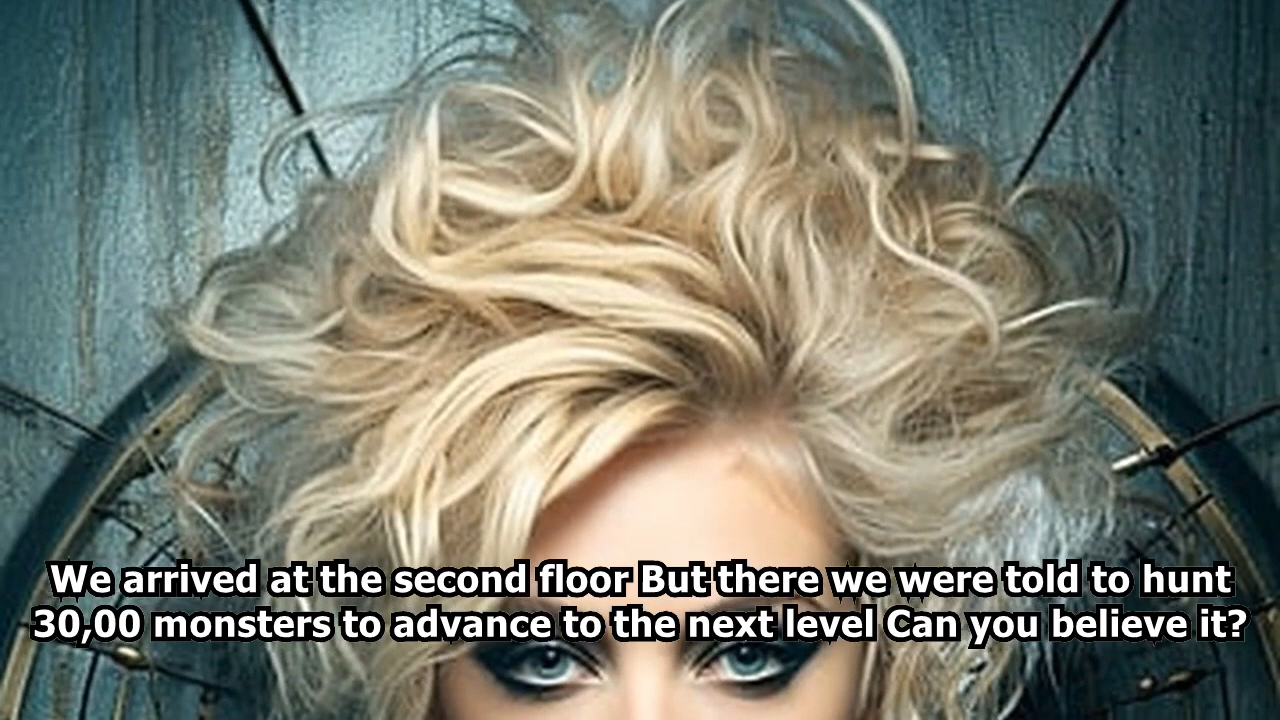 We arrived at the second floor But there we were told to hunt
30,00 monsters to advance to the next level Can you believe it?